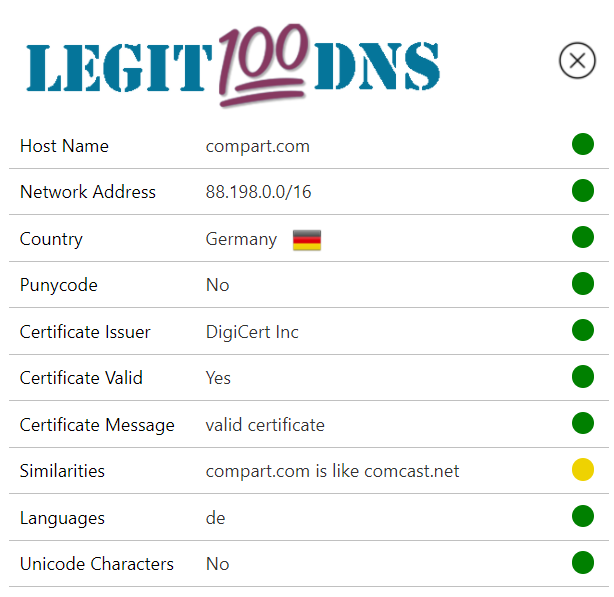 LEGIT100DNS
Host Name compart.com
Network Address 88.198.0.0/16
Country Germany
Punycode No
Certificate Issuer DigiCert Inc
Certificate Valid Yes
Certificate Message valid certificate
Similarities compart.com is like comcast.net
Languages de
Unicode Characters No